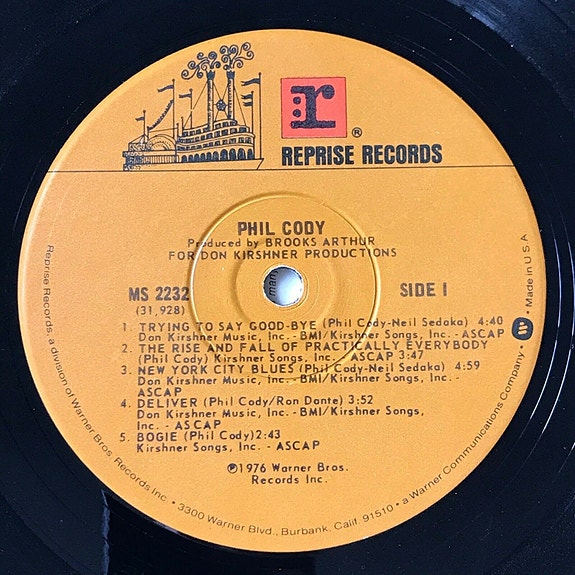 :r
®
REPRISE RECORDS
PHIL CODY
Produced by BROOKS ARTHUR
FOR DON KIRSHNER PRODUCTIONS
MS 2232
SIDE I
(31,928)
1. TRYING TO SAY GOOD-BYE (Phil Cody-Neil Sedaka) 4:40
Don Kirshner Music, Inc. - BMI/Kirshner Songs, Inc. - ASCAP
2. THE RISE AND FALL OF PRACTICALLY EVERYBODY
(Phil Cody) Kirshner Songs, Inc. - ASCAP 3:47
3. NEW YORK CITY BLUES (Phil Cody-Neil Sedaka) 4:59
Don Kirshner Music, Inc. - BMI/Kirshner Songs, Inc. -
ASCAP
4. DELIVER (Phil Cody/Ron Dante) 3:52
Don Kirshner Music, Inc. - BMI/Kirshner Songs,
Inc. - ASCAP
5. BOGIE (Phil Cody)2:43
Kirshner Songs, Inc. - ASCAP
℗1976 Warner Bros.
Records Inc.
Reprise Records, a division of Warner Bros Records Inc. • 3300 Warner Blvd., Burbank, Calif. 91510 • a Warner Communications Company • W • Made in U S A